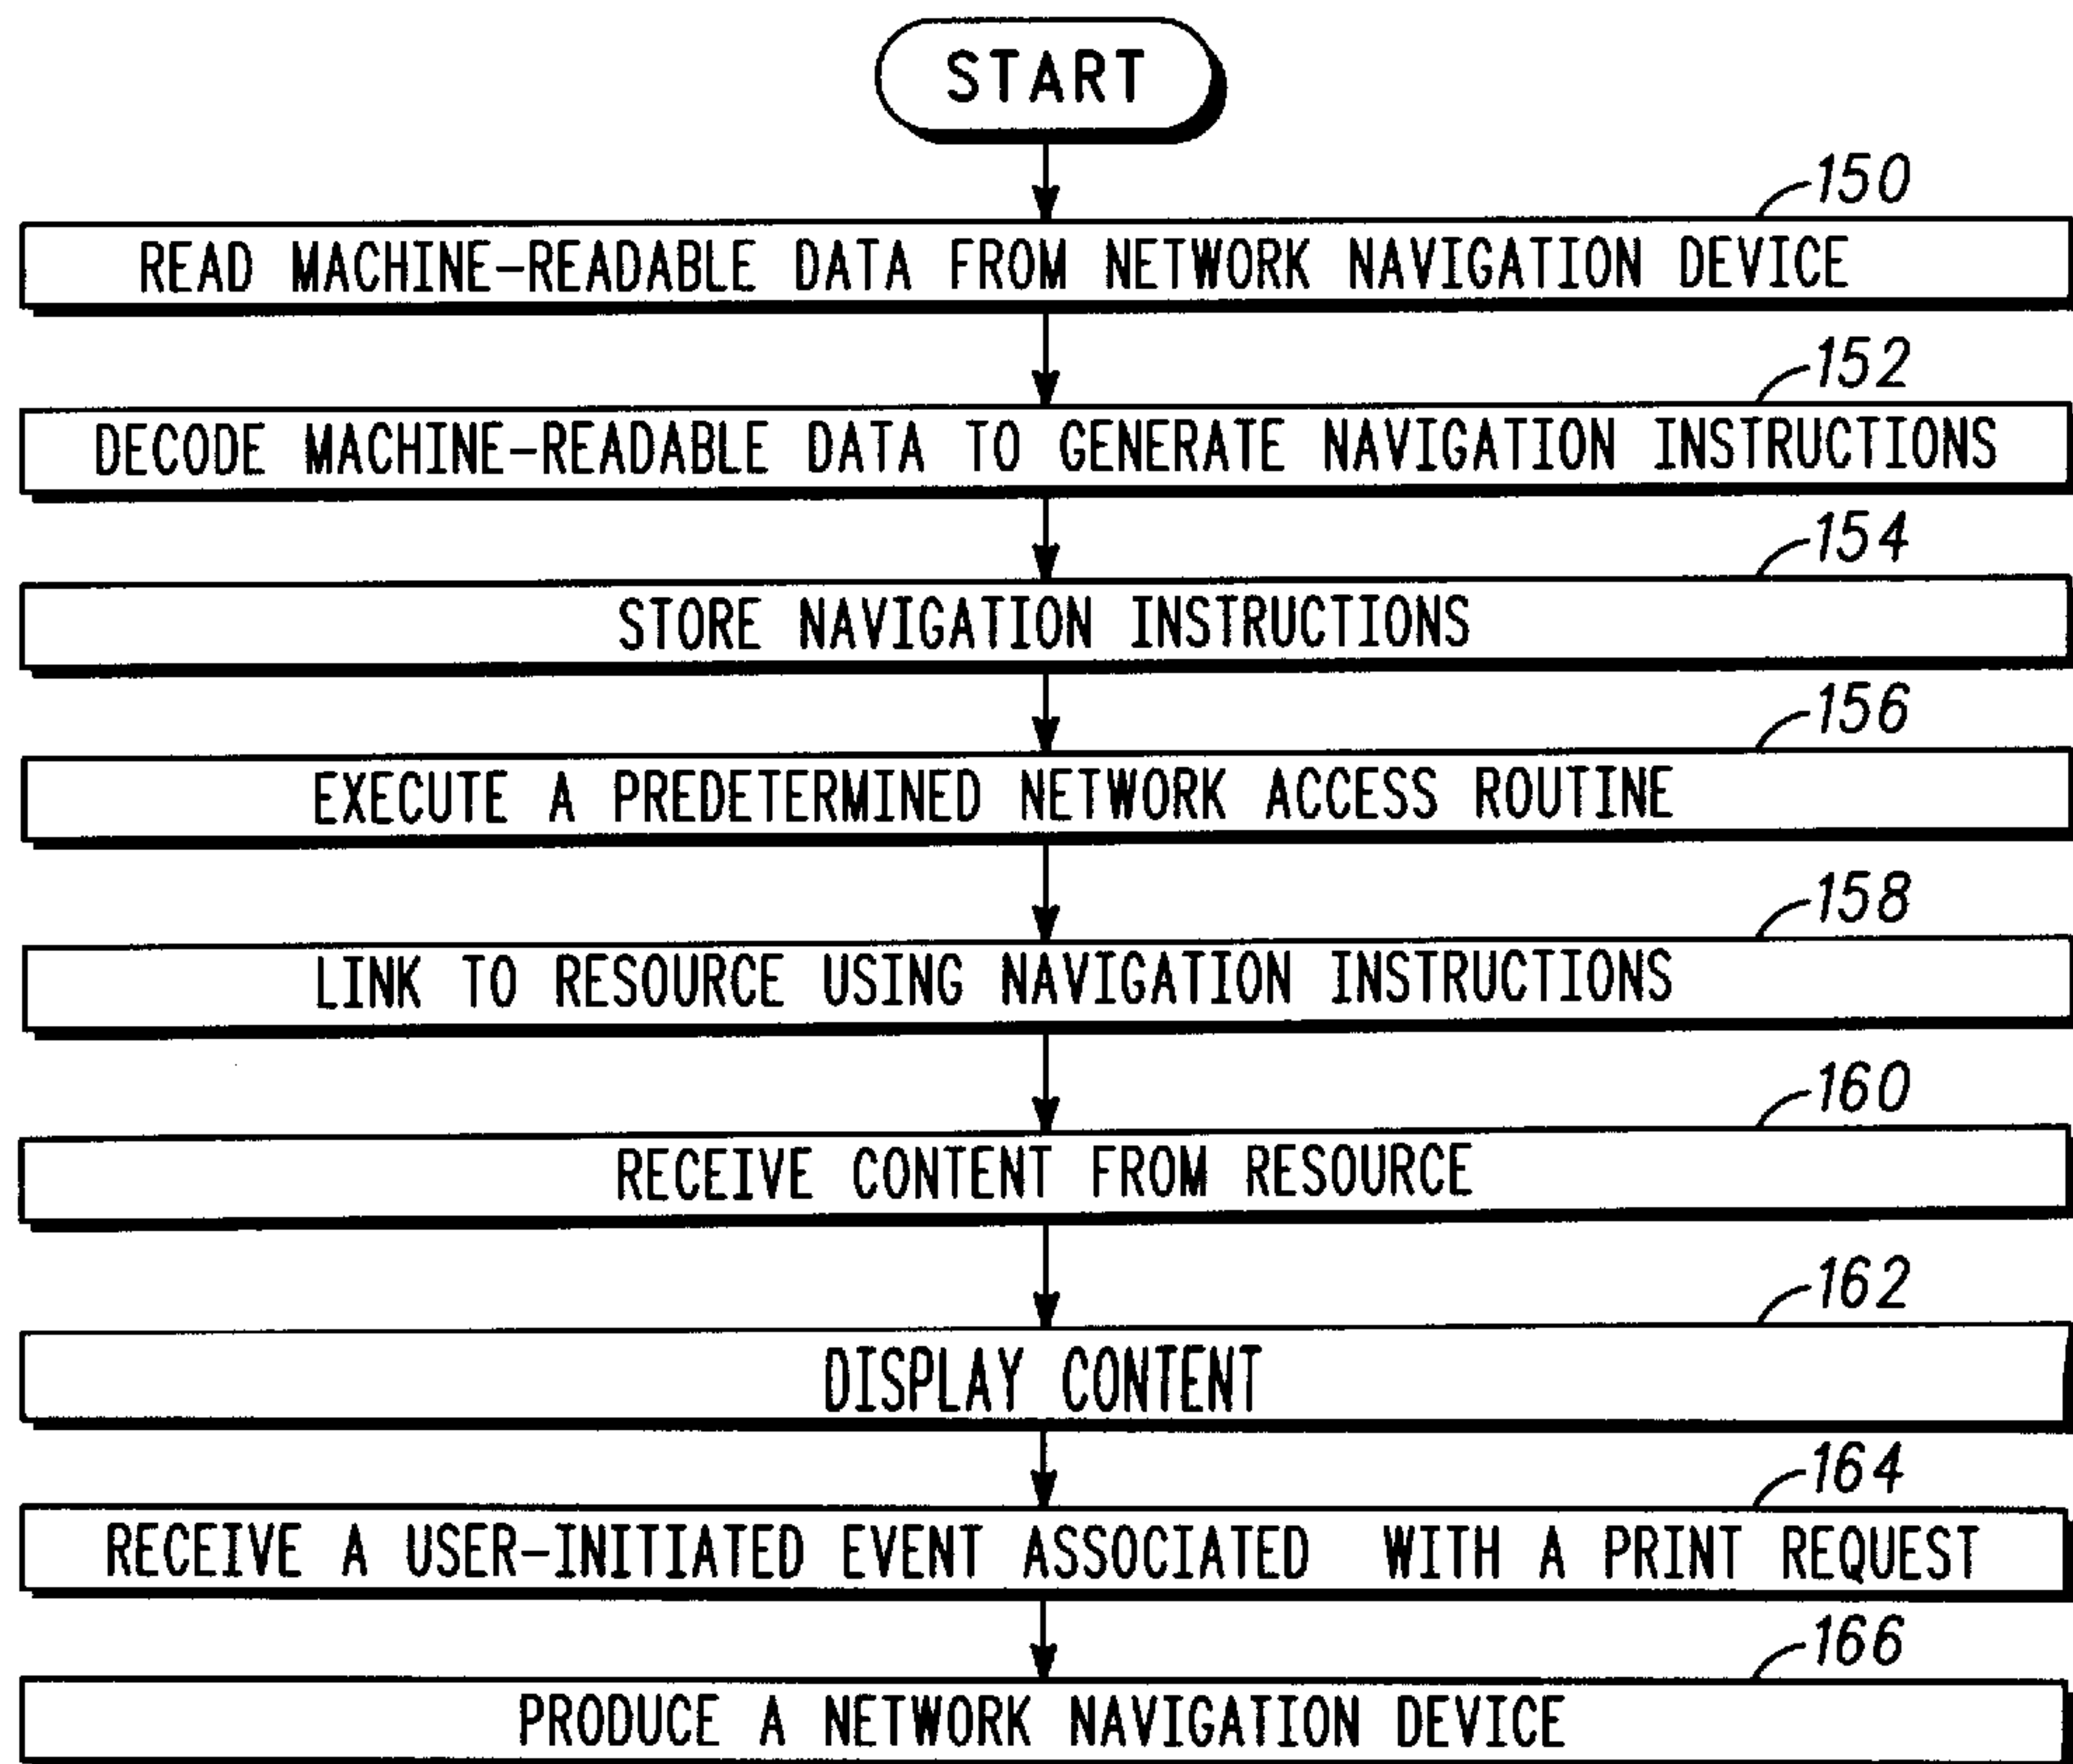 START
150
READ MACHINE-READABLE DATA FROM NETWORK NAVIGATION DEVICE
152
DECODE MACHINE-READABLE DATA TO GENERATE NAVIGATION INSTRUCTIONS
154
STORE NAVIGATION INSTRUCTIONS
156
EXECUTE A PREDETERMINED NETWORK ACCESS ROUTINE
158
LINK TO RESOURCE USING NAVIGATION INSTRUCTIONS
160
RECEIVE CONTENT FROM RESOURCE
162
DISPLAY CONTENT
164
RECEIVE A USER-INITIATED EVENT ASSOCIATED WITH A PRINT REQUEST
166
PRODUCE A NETWORK NAVIGATION DEVICE